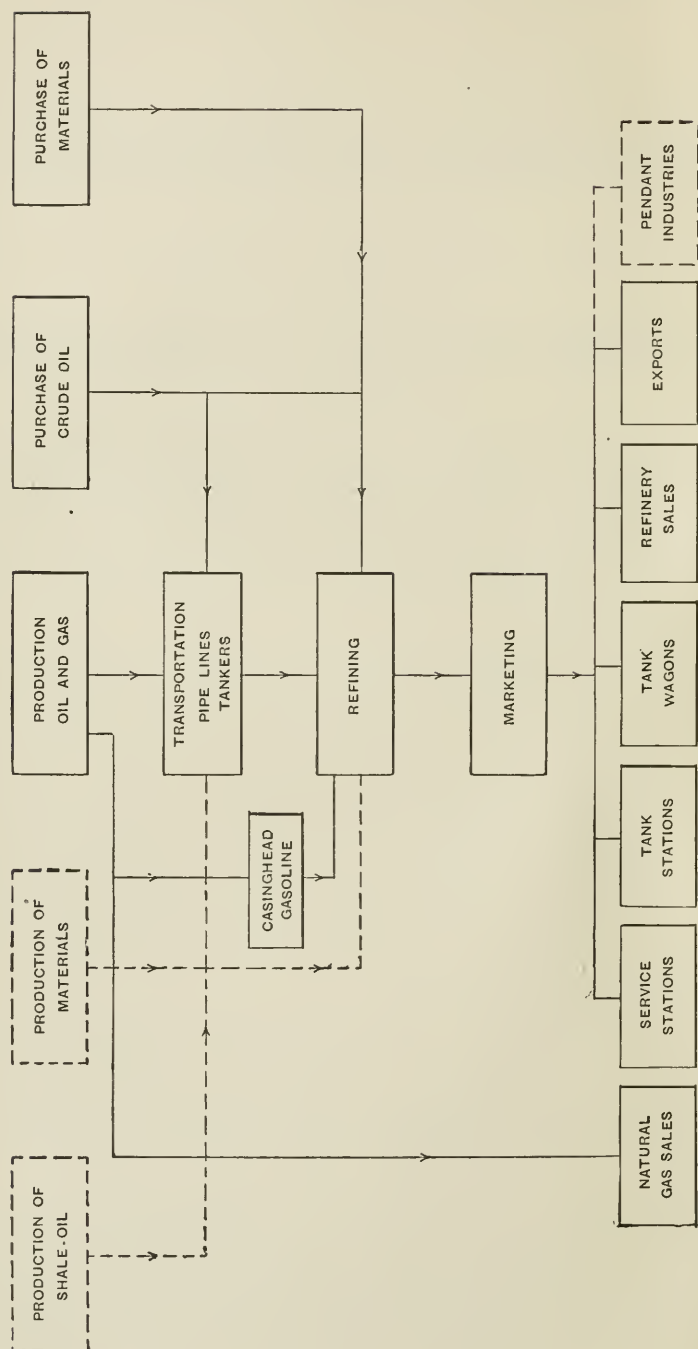 PRODUCTION OF
SHALE-OIL
PRODUCTION OF
MATERIALS
PRODUCTION
OIL AND GAS
PURCHASE OF
CRUDE OIL
PURCHASE OF
MATERIALS
TRANSPORTATION
PIPE LINES
TANKERS
CASINGHEAD
GASOLINE
REFINING
MARKETING
NATURAL
GAS SALES
SERVICE
STATIONS
TANK
STATIONS
TANK
WAGONS
REFINERY
SALES
EXPORTS
PENDANT
INDUSTRIES